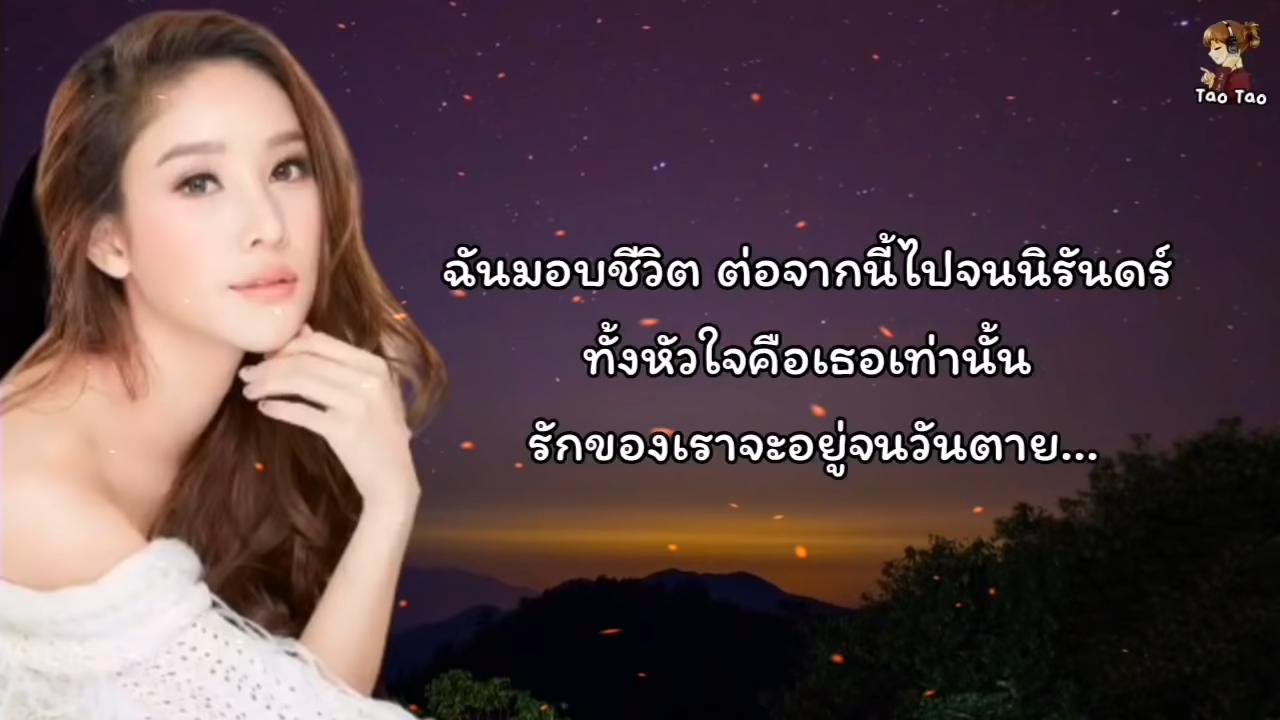 Tao Tao
ฉันมอบชีวิต ต่อจากนี้ไปจนนิรันดร์
ทั้งหัวใจคือเธอเท่านั้น
รักของเราจะอยู่จนวันตาย...